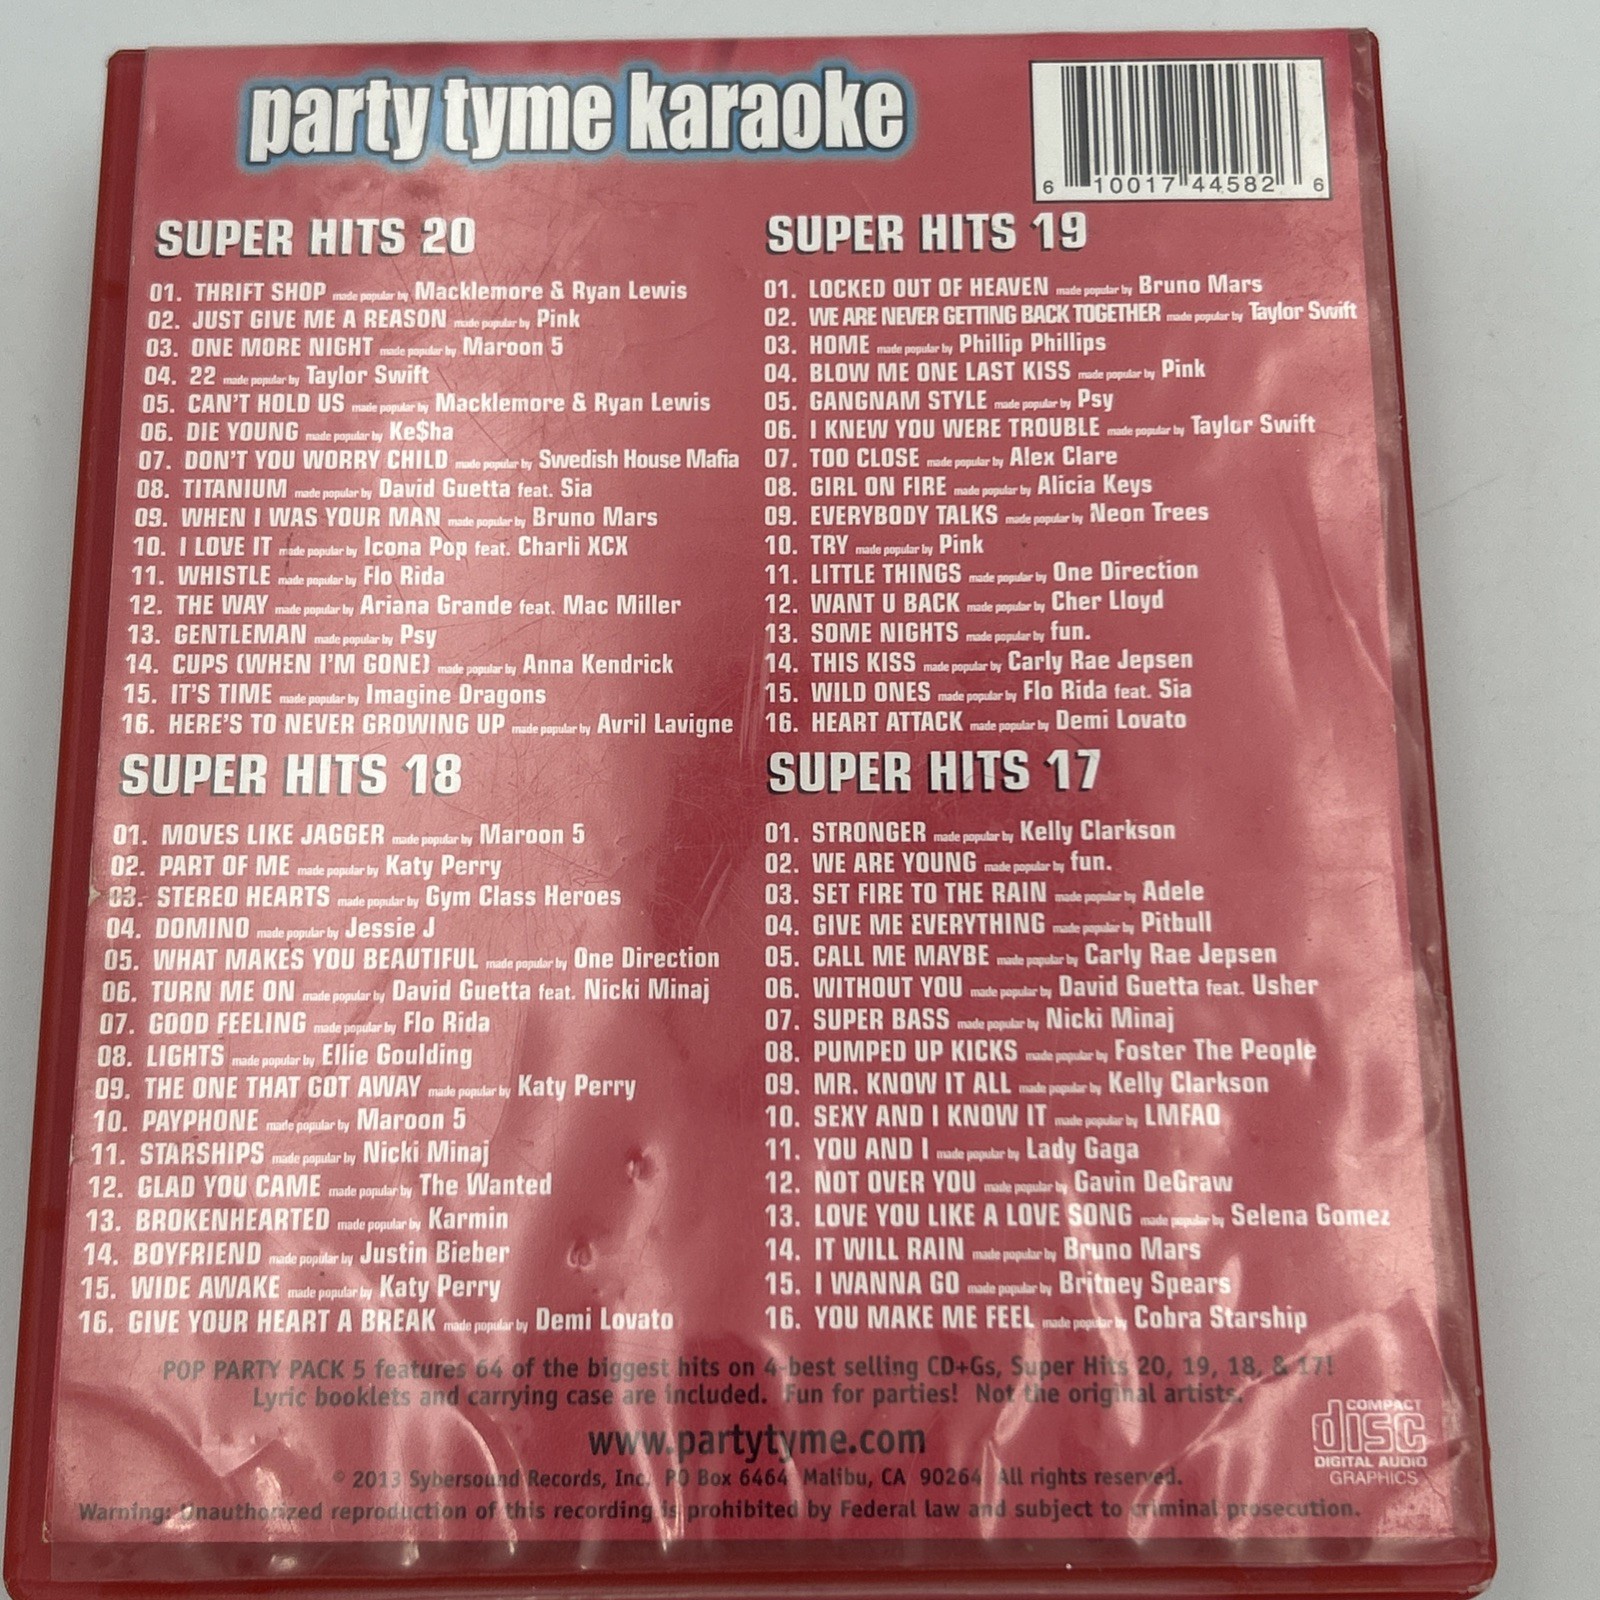 party tyme karaoke
6 10017 44582 6
SUPER HITS 20
01. THRIFT SHOP made popular by Macklemore & Ryan Lewis
02. JUST GIVE ME A REASON made popular by Pink
03. ONE MORE NIGHT made popular by Maroon 5
04. 22 made popular by Taylor Swift
05. CAN'T HOLD US made popular by Macklemore & Ryan Lewis
06. DIE YOUNG made popular by Ke$ha
07. DON'T YOU WORRY CHILD made popular by Swedish House Mafia
08. TITANIUM made popular by David Guetta feat. Sia
09. WHEN I WAS YOUR MAN made popular by Bruno Mars
10. I LOVE IT made popular by Icona Pop feat. Charli XCX
11. WHISTLE made popular by Flo Rida
12. THE WAY made popular by Ariana Grande feat. Mac Miller
13. GENTLEMAN made popular by Psy
14. CUPS (WHEN I'M GONE) made popular by Anna Kendrick
15. IT'S TIME made popular by Imagine Dragons
16. HERE'S TO NEVER GROWING UP made popular by Avril Lavigne
SUPER HITS 19
01. LOCKED OUT OF HEAVEN made popular by Bruno Mars
02. WE ARE NEVER GETTING BACK TOGETHER made popular by Taylor Swift
03. HOME made popular by Phillip Phillips
04. BLOW ME ONE LAST KISS made popular by Pink
05. GANGNAM STYLE made popular by Psy
06. I KNEW YOU WERE TROUBLE made popular by Taylor Swift
07. TOO CLOSE made popular by Alex Clare
08. GIRL ON FIRE made popular by Alicia Keys
09. EVERYBODY TALKS made popular by Neon Trees
10. TRY made popular by Pink
11. LITTLE THINGS made popular by One Direction
12. WANT U BACK made popular by Cher Lloyd
13. SOME NIGHTS made popular by fun.
14. THIS KISS made popular by Carly Rae Jepsen
15. WILD ONES made popular by Flo Rida feat. Sia
16. HEART ATTACK made popular by Demi Lovato
SUPER HITS 18
01. MOVES LIKE JAGGER made popular by Maroon 5
02. PART OF ME made popular by Katy Perry
03. STEREO HEARTS made popular by Gym Class Heroes
04. DOMINO made popular by Jessie J
05. WHAT MAKES YOU BEAUTIFUL made popular by One Direction
06. TURN ME ON made popular by David Guetta feat. Nicki Minaj
07. GOOD FEELING made popular by Flo Rida
08. LIGHTS made popular by Ellie Goulding
09. THE ONE THAT GOT AWAY made popular by Katy Perry
10. PAYPHONE made popular by Maroon 5
11. STARSHIPS made popular by Nicki Minaj
12. GLAD YOU CAME made popular by The Wanted
13. BROKENHEARTED made popular by Karmin
14. BOYFRIEND made popular by Justin Bieber
15. WIDE AWAKE made popular by Katy Perry
16. GIVE YOUR HEART A BREAK made popular by Demi Lovato
SUPER HITS 17
01. STRONGER made popular by Kelly Clarkson
02. WE ARE YOUNG made popular by fun.
03. SET FIRE TO THE RAIN made popular by Adele
04. GIVE ME EVERYTHING made popular by Pitbull
05. CALL ME MAYBE made popular by Carly Rae Jepsen
06. WITHOUT YOU made popular by David Guetta feat. Usher
07. SUPER BASS made popular by Nicki Minaj
08. PUMPED UP KICKS made popular by Foster The People
09. MR. KNOW IT ALL made popular by Kelly Clarkson
10. SEXY AND I KNOW IT made popular by LMFAO
11. YOU AND I made popular by Lady Gaga
12. NOT OVER YOU made popular by Gavin DeGraw
13. LOVE YOU LIKE A LOVE SONG made popular by Selena Gomez
14. IT WILL RAIN made popular by Bruno Mars
15. I WANNA GO made popular by Britney Spears
16. YOU MAKE ME FEEL made popular by Cobra Starship
POP PARTY PACK 5 features 64 of the biggest hits on 4-best selling CD+Gs, Super Hits 20, 19, 18, & 17!
Lyric booklets and carrying case are included. Fun for parties! Not the original artists.
www.partytyme.com
© 2013 Sybersound Records, Inc. PO Box 6464 Malibu, CA 90264 All rights reserved.
Warning: Unauthorized reproduction of this recording is prohibited by Federal law and subject to criminal prosecution.
COMPACT
disc
DIGITAL AUDIO
GRAPHICS